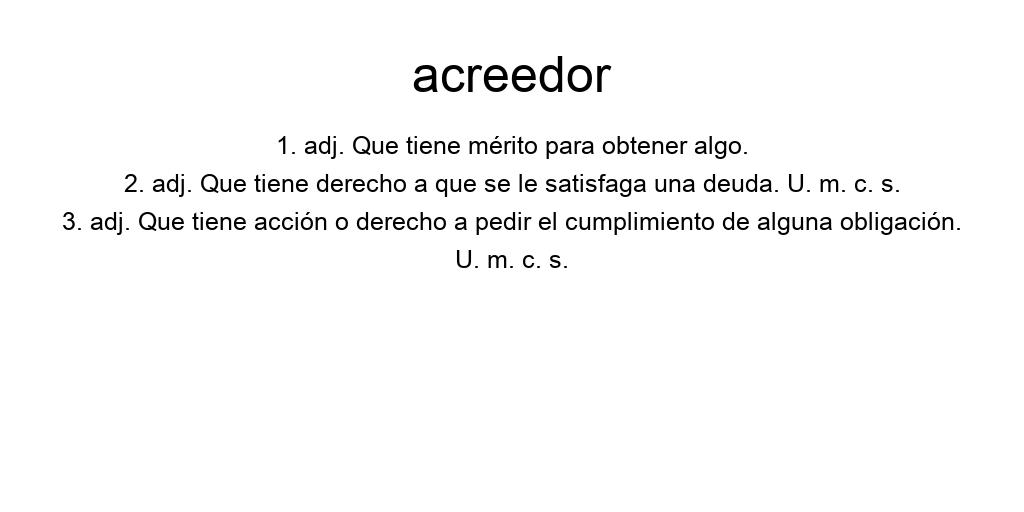 acreedor
1. adj. Que tiene mérito para obtener algo.
2. adj. Que tiene derecho a que se le satisfaga una deuda. U. m. c. s.
3. adj. Que tiene acción o derecho a pedir el cumplimiento de alguna obligación.
U. m. c. s.